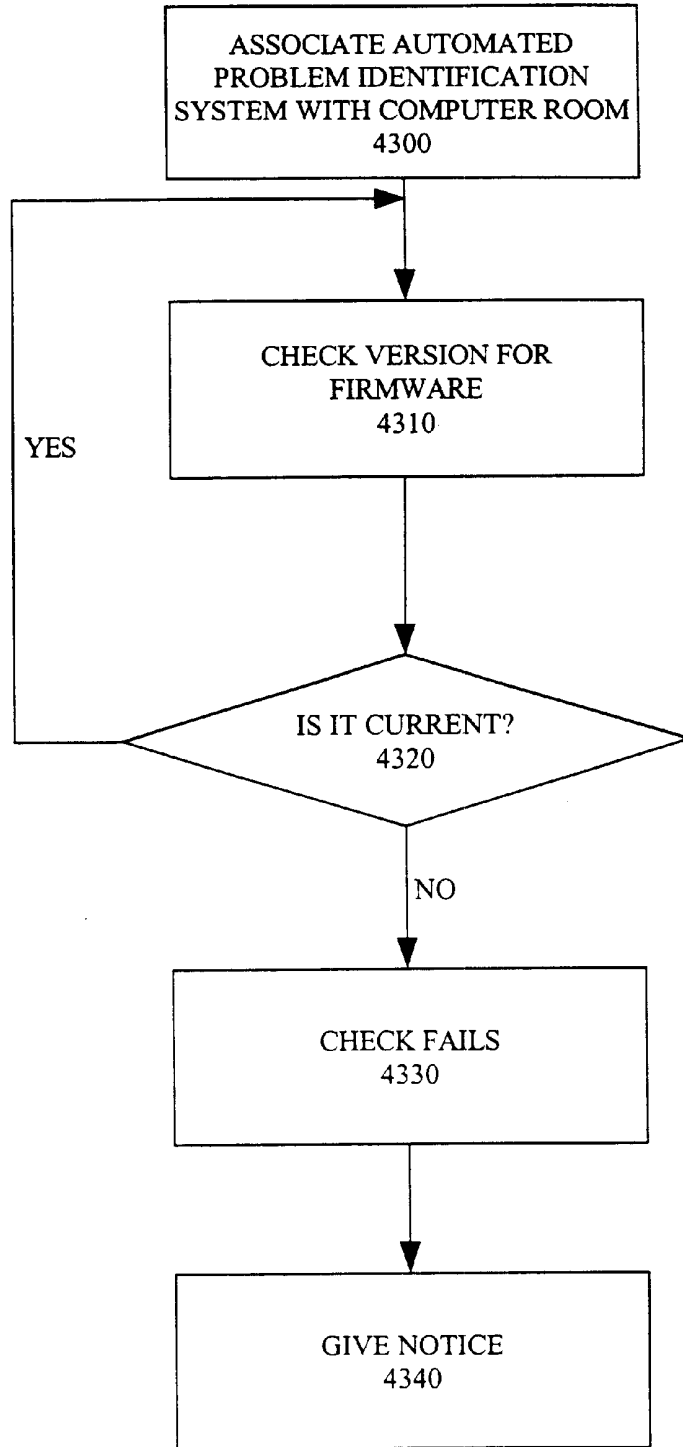 ASSOCIATE AUTOMATED
PROBLEM IDENTIFICATION
SYSTEM WITH COMPUTER ROOM
4300
CHECK VERSION FOR
FIRMWARE
4310
YES
IS IT CURRENT?
4320
NO
CHECK FAILS
4330
GIVE NOTICE
4340